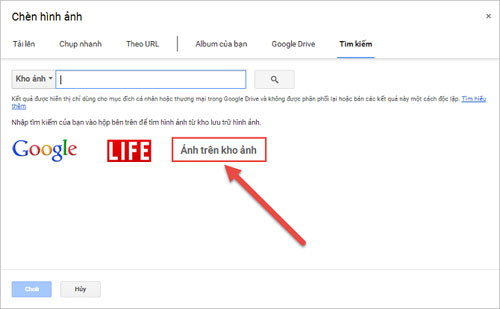 Chèn hình ảnh
Tải lên Chụp nhanh Theo URL Album của bạn Google Drive Tìm kiếm
Kho ảnh
Kết quả được hiển thị chỉ dùng cho mục đích cá nhân hoặc thương mại trong Google Drive và không được phân phối lại hoặc bán các kết quả này một cách độc lập. Tìm hiểu
thêm
Nhập tìm kiếm của bạn vào hộp bên trên để tìm hình ảnh từ kho lưu trữ hình ảnh.
Google LIFE Ảnh trên kho ảnh
Chọn Hủy